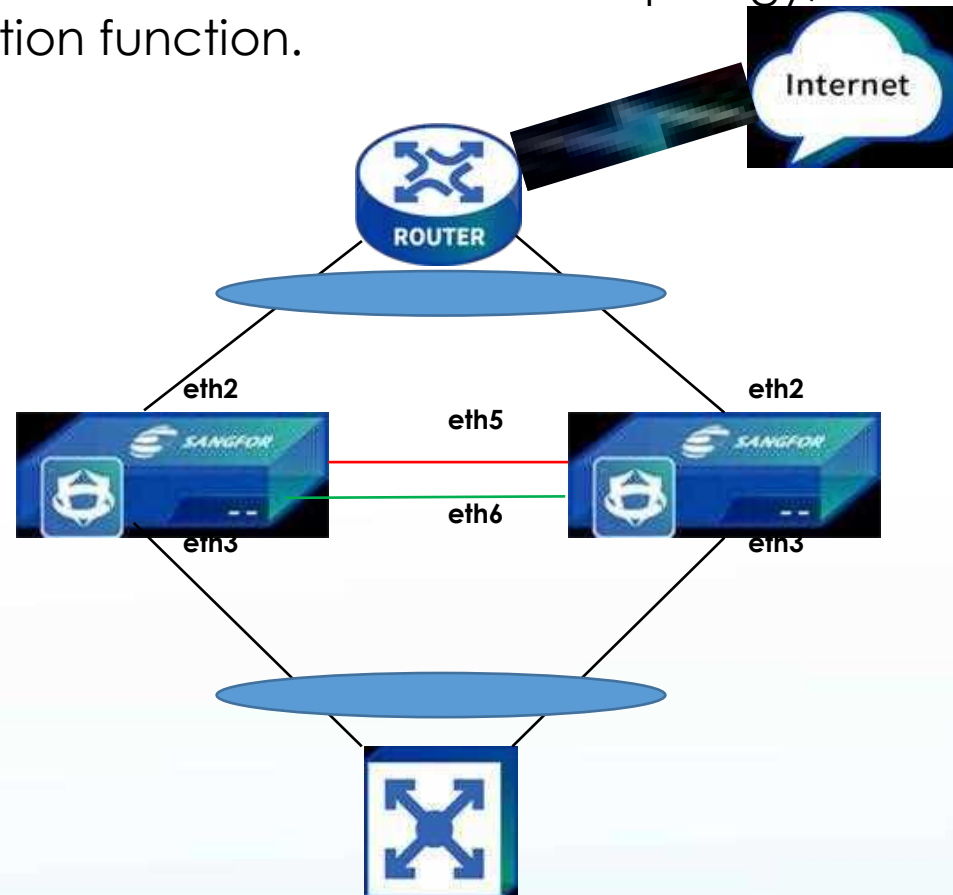 tion function.
Internet
ROUTER
eth2
eth2
eth5
SANGFOR
SANGFOR
eth6
eth3
eth3